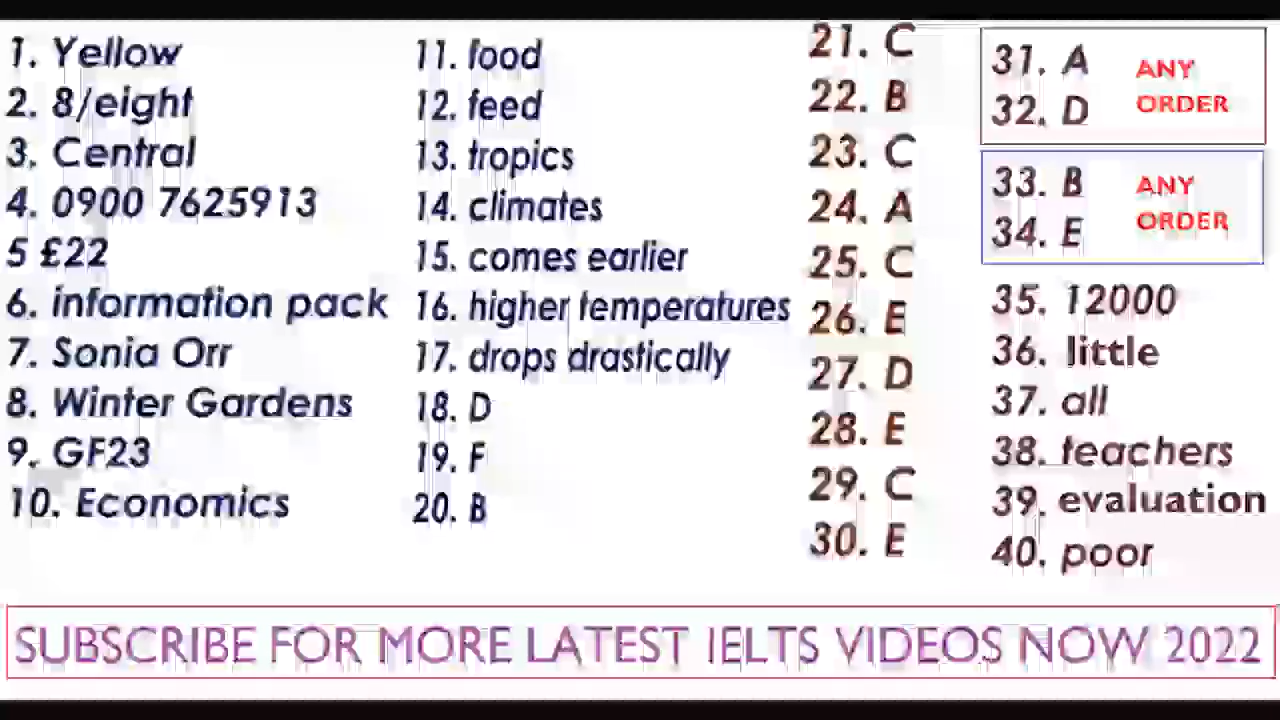 1. Yellow
2. 8/eight
3. Central
4. 0900 7625913
5 £22
6. information pack
7. Sonia Orr
8. Winter Gardens
9. GF23
10. Economics
11. food
12. feed
13. tropics
14. climates
15. comes earlier
16. higher temperatures
17. drops drastically
18. D
19. F
20. B
21. C
22. B
23. C
24. A
25. C
26. E
27. D
28. E
29. C
30. E
31. A
32. D
ANY
ORDER
33. B
34. E
ANY
ORDER
35. 12000
36. little
37. all
38. teachers
39. evaluation
40. poor
SUBSCRIBE FOR MORE LATEST IELTS VIDEOS NOW 2022